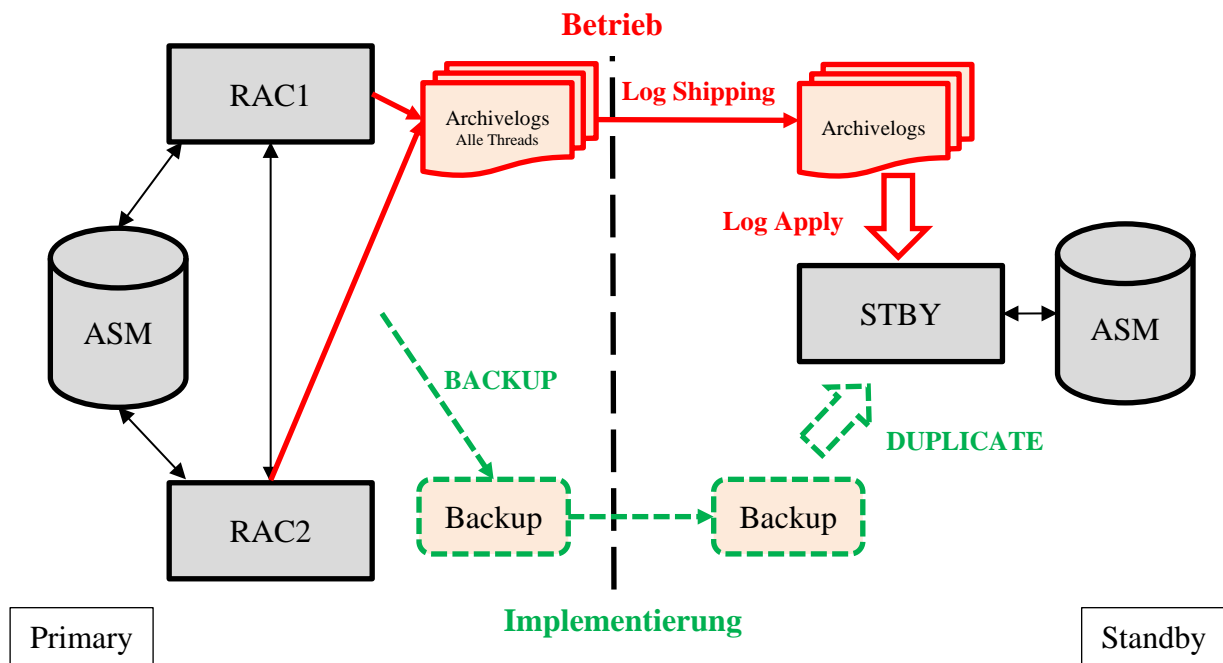 Betrieb
RAC1
Archivelogs
Alle Threads
Log Shipping
Archivelogs
Log Apply
ASM
STBY
ASM
BACKUP
DUPLICATE
RAC2
Backup
Backup
Implementierung
Primary
Standby